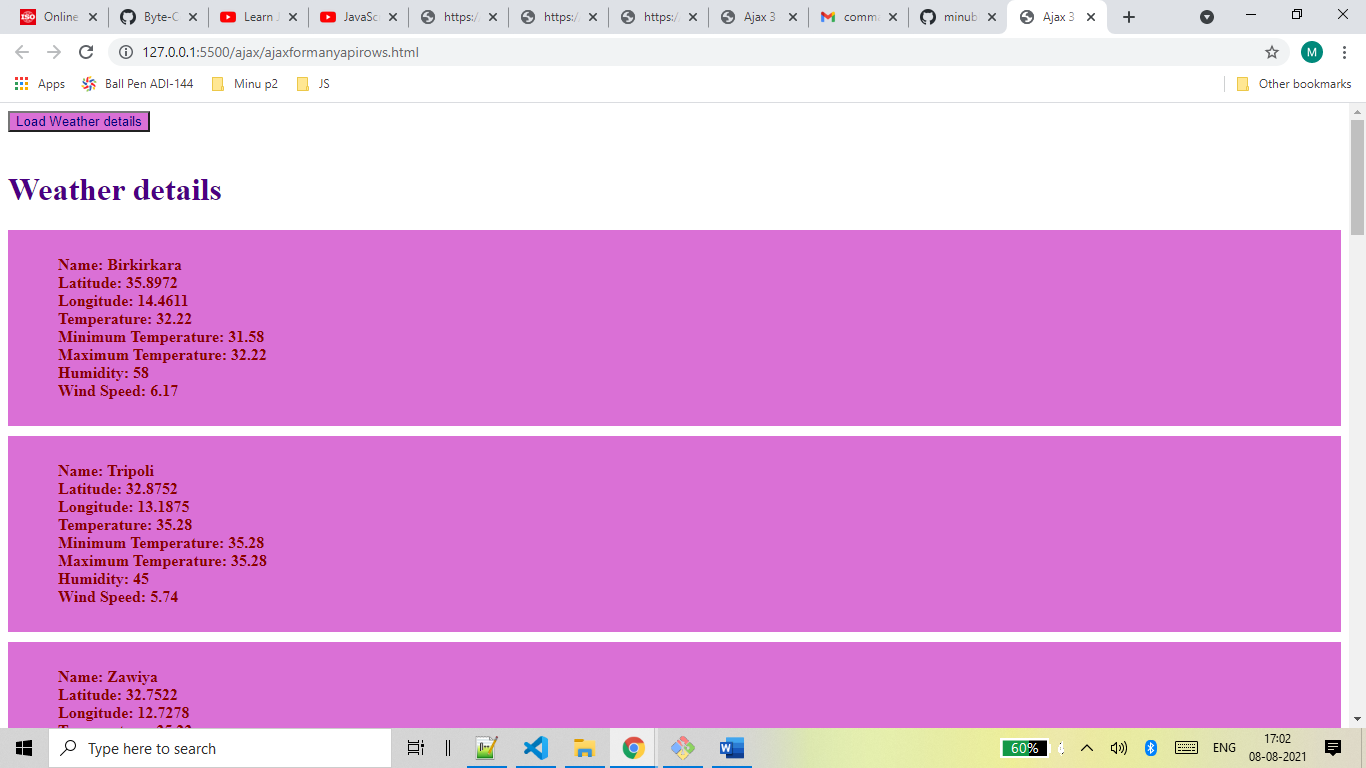 Online
Byte-C
Learn J
JavaSc
https:/
https:/
https:/
Ajax 3
comma
minub
Ajax 3
127.0.0.1:5500/ajax/ajaxformanyapirows.html
M
Apps
Ball Pen ADI-144
Minu p2
JS
Other bookmarks
Load Weather details
Weather details
Name: Birkirkara
Latitude: 35.8972
Longitude: 14.4611
Temperature: 32.22
Minimum Temperature: 31.58
Maximum Temperature: 32.22
Humidity: 58
Wind Speed: 6.17
Name: Tripoli
Latitude: 32.8752
Longitude: 13.1875
Temperature: 35.28
Minimum Temperature: 35.28
Maximum Temperature: 35.28
Humidity: 45
Wind Speed: 5.74
Name: Zawiya
Latitude: 32.7522
Longitude: 12.7278
Type here to search
60%
ENG
17:02
08-08-2021